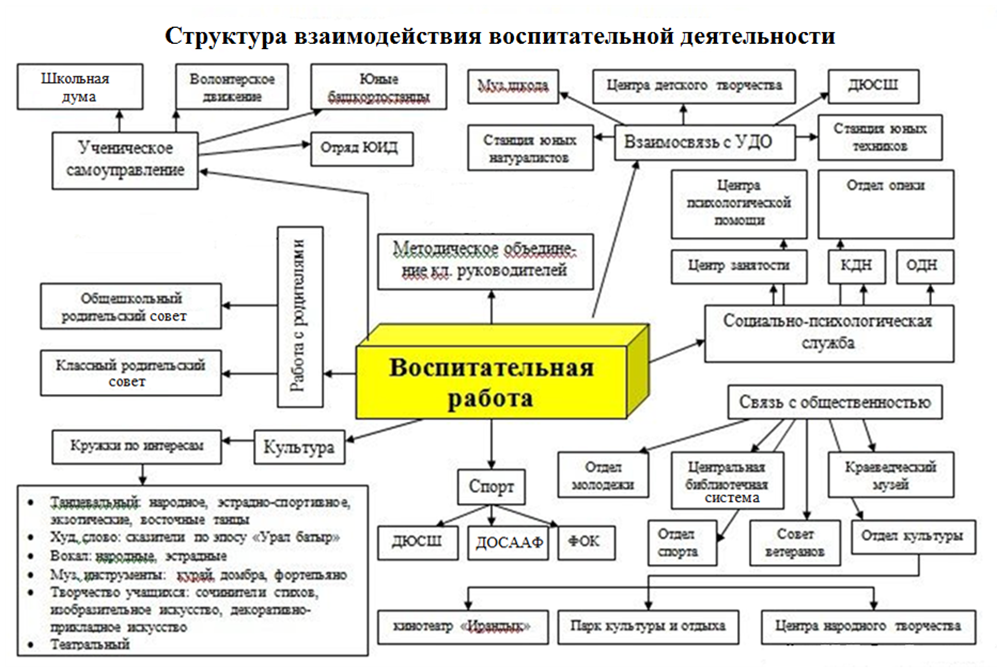 Структура взаимодействия воспитательной деятельности
Школьная
дума
Волонтерское
движение
Юные
башкортостанцы
Ученическое
самоуправление
Отряд ЮИД
Муз.школа
Центра детского творчества
ДЮСШ
Станция юных
натуралистов
Взаимосвязь с УДО
Станция юных
техников
Центра
психологической
помощи
Отдел опеки
Центр занятости
КДН
ОДН
Социально-психологическая
служба
Методическое объедине-
ние кл. руководителей
Работа с родителями
Общешкольный
родительский совет
Классный родительский
совет
Воспитательная
работа
Связь с общественностью
Кружки по интересам
Культура
Отдел
молодежи
Центральная
библиотечная
система
Краеведческий
музей
Спорт
ДЮСШ
ДОСААФ
ФОК
Отдел
спорта
Совет
ветеранов
Отдел культуры
• Танцевальный: народное, эстрадно-спортивное,
экзотические, восточные танцы
• Худ.слово: сказители по эпосу «Урал батыр»
• Вокал: народные, эстрадные
• Муз.инструменты: курай, домбра, фортепьяно
• Творчество учащихся: сочинители стихов,
изобразительное искусство, декоративно-
прикладное искусство
• Театральный
кинотеатр «Ирандык»
Парк культуры и отдыха
Центра народного творчества